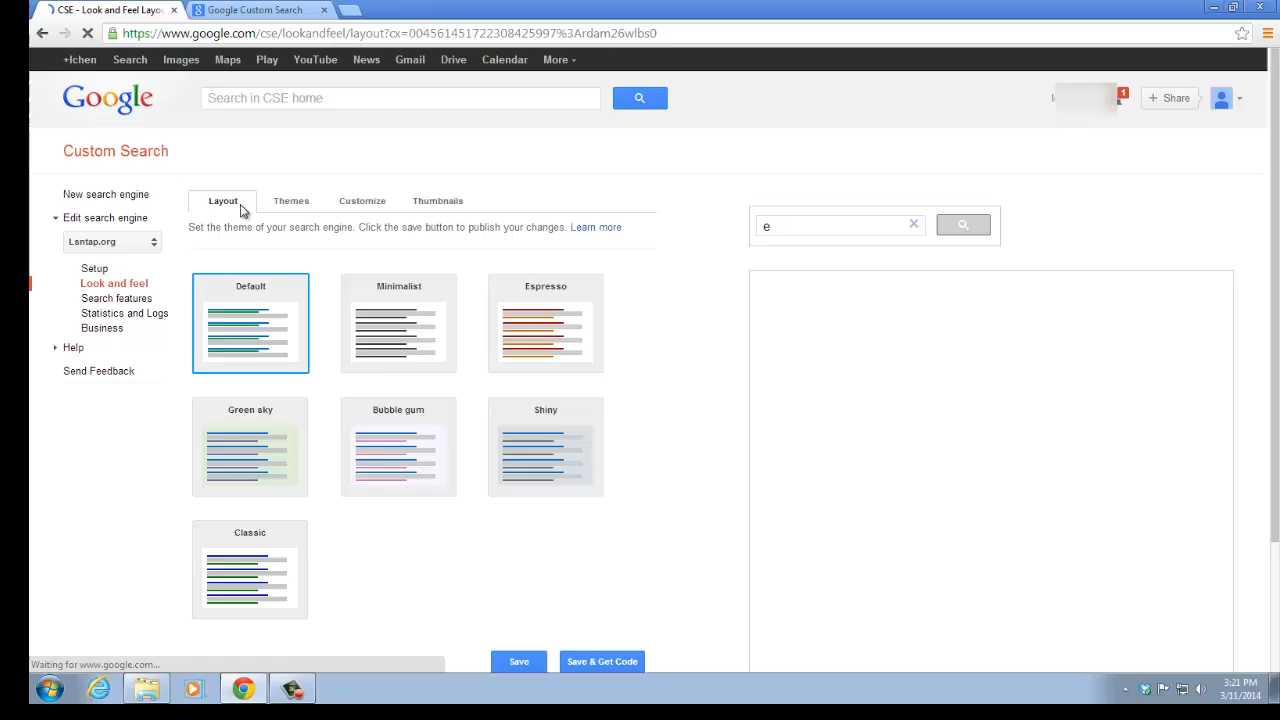 CSE - Look and Feel Layou
Google Custom Search
https://www.google.com/cse/lookandfeel/layout?cx=004561451722308425997%3Ardam26wlbs0
+Ichen Search Images Maps Play YouTube News Gmail Drive Calendar More
Google
Search in CSE home
1
+ Share
Custom Search
New search engine
Edit search engine
Lsntap.org
Setup
Look and feel
Search features
Statistics and Logs
Business
Help
Send Feedback
Layout Themes Customize Thumbnails
Set the theme of your search engine. Click the save button to publish your changes. Learn more
Default Minimalist Espresso
Green sky Bubble gum Shiny
Classic
Save Save & Get Code
e
Waiting for www.google.com...
3:21 PM
3/11/2014